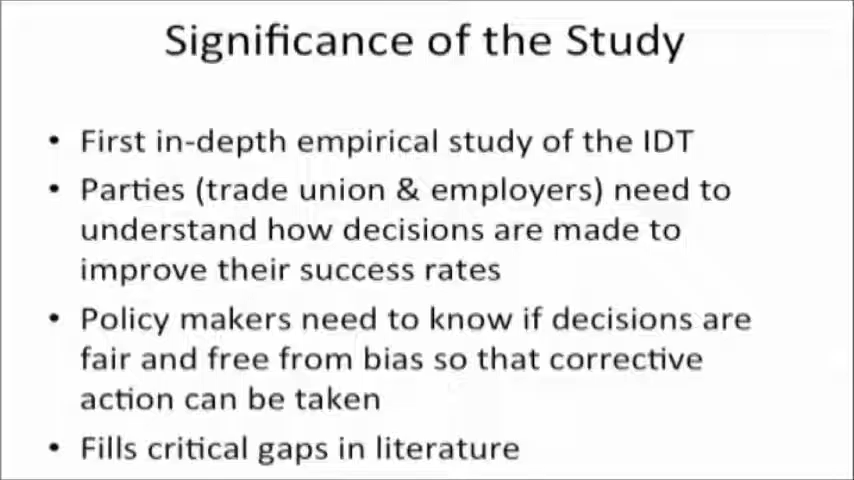 Significance of the Study
• First in-depth empirical study of the IDT
• Parties (trade union & employers) need to
understand how decisions are made to
improve their success rates
• Policy makers need to know if decisions are
fair and free from bias so that corrective
action can be taken
• Fills critical gaps in literature